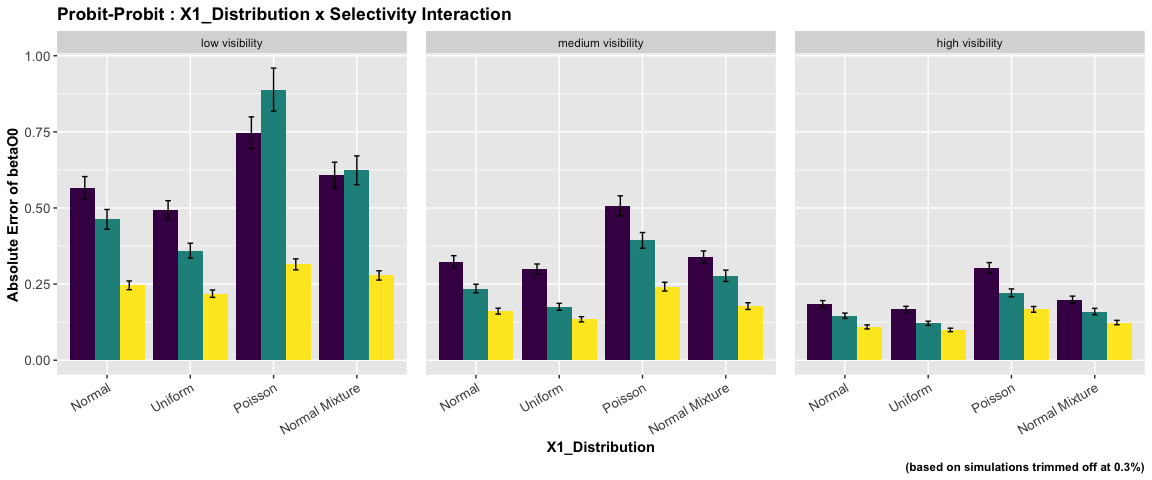 Probit-Probit : X1_Distribution x Selectivity Interaction
low visibility
medium visibility
high visibility
Absolute Error of betaO0
1.00
0.75
0.50
0.25
0.00
Normal
Uniform
Poisson
Normal Mixture
Normal
Uniform
Poisson
Normal Mixture
Normal
Uniform
Poisson
Normal Mixture
X1_Distribution
(based on simulations trimmed off at 0.3%)